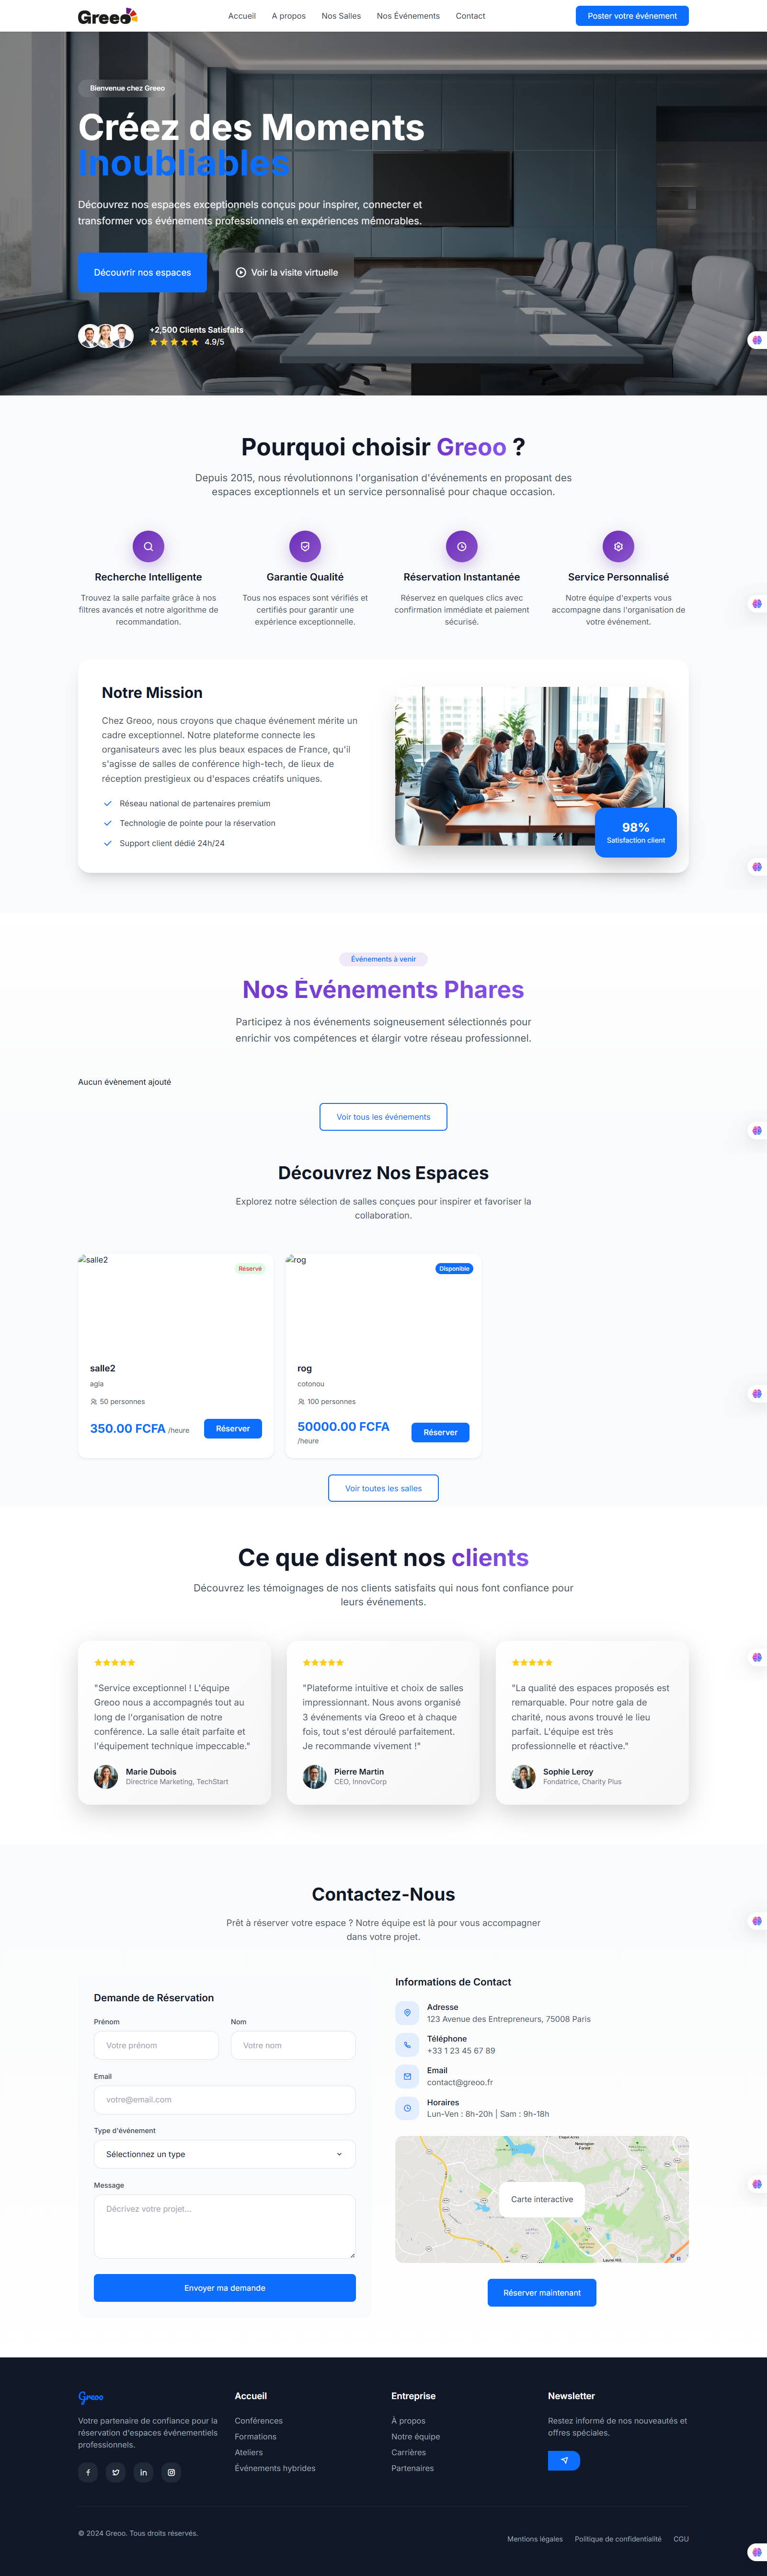 Greeo
Accueil
A propos
Nos Salles
Nos Événements
Contact
Poster votre événement
Bienvenue chez Greeo
Créez des Moments
Inoubliables
Découvrez nos espaces exceptionnels conçus pour inspirer, connecter et
transformer vos événements professionnels en expériences mémorables.
Découvrir nos espaces
Voir la visite virtuelle
+2,500 Clients Satisfaits
4.9/5
Pourquoi choisir Greoo ?
Depuis 2015, nous révolutionnons l'organisation d'événements en proposant des
espaces exceptionnels et un service personnalisé pour chaque occasion.
Recherche Intelligente
Trouvez la salle parfaite grâce à nos
filtres avancés et notre algorithme de
recommandation.
Garantie Qualité
Tous nos espaces sont vérifiés et
certifiés pour garantir une
expérience exceptionnelle.
Réservation Instantanée
Réservez en quelques clics avec
confirmation immédiate et paiement
sécurisé.
Service Personnalisé
Notre équipe d'experts vous
accompagne dans l'organisation de
votre événement.
Notre Mission
Chez Greoo, nous croyons que chaque événement mérite un
cadre exceptionnel. Notre plateforme connecte les
organisateurs avec les plus beaux espaces de France, qu'il
s'agisse de salles de conférence high-tech, de lieux de
réception prestigieux ou d'espaces créatifs uniques.
Réseau national de partenaires premium
Technologie de pointe pour la réservation
Support client dédié 24h/24
98%
Satisfaction client
Événements à venir
Nos Événements Phares
Participez à nos événements soigneusement sélectionnés pour
enrichir vos compétences et élargir votre réseau professionnel.
Aucun évènement ajouté
Voir tous les événements
Découvrez Nos Espaces
Explorez notre sélection de salles conçues pour inspirer et favoriser la
collaboration.
salle2
Réservé
salle2
agla
50 personnes
350.00 FCFA /heure
Réserver
rog
Disponible
rog
cotonou
100 personnes
50000.00 FCFA
/heure
Réserver
Voir toutes les salles
Ce que disent nos clients
Découvrez les témoignages de nos clients satisfaits qui nous font confiance pour
leurs événements.
"Service exceptionnel ! L'équipe
Greoo nous a accompagnés tout au
long de l'organisation de notre
conférence. La salle était parfaite et
l'équipement technique impeccable."
Marie Dubois
Directrice Marketing, TechStart
"Plateforme intuitive et choix de salles
impressionnant. Nous avons organisé
3 événements via Greoo et à chaque
fois, tout s'est déroulé parfaitement.
Je recommande vivement !"
Pierre Martin
CEO, InnovCorp
"La qualité des espaces proposés est
remarquable. Pour notre gala de
charité, nous avons trouvé le lieu
parfait. L'équipe est très
professionnelle et réactive."
Sophie Leroy
Fondatrice, Charity Plus
Contactez-Nous
Prêt à réserver votre espace ? Notre équipe est là pour vous accompagner
dans votre projet.
Demande de Réservation
Prénom
Nom
Votre prénom
Votre nom
Email
votre@email.com
Type d'événement
Sélectionnez un type
Message
Décrivez votre projet...
Envoyer ma demande
Informations de Contact
Adresse
123 Avenue des Entrepreneurs, 75008 Paris
Téléphone
+33 1 23 45 67 89
Email
contact@greoo.fr
Horaires
Lun-Ven : 8h-20h | Sam : 9h-18h
Carte interactive
Réserver maintenant
Greoo
Votre partenaire de confiance pour la
réservation d'espaces événementiels
professionnels.
Accueil
Conférences
Formations
Ateliers
Événements hybrides
Entreprise
À propos
Notre équipe
Carrières
Partenaires
Newsletter
Restez informé de nos nouveautés et
offres spéciales.
© 2024 Greoo. Tous droits réservés.
Mentions légales
Politique de confidentialité
CGU